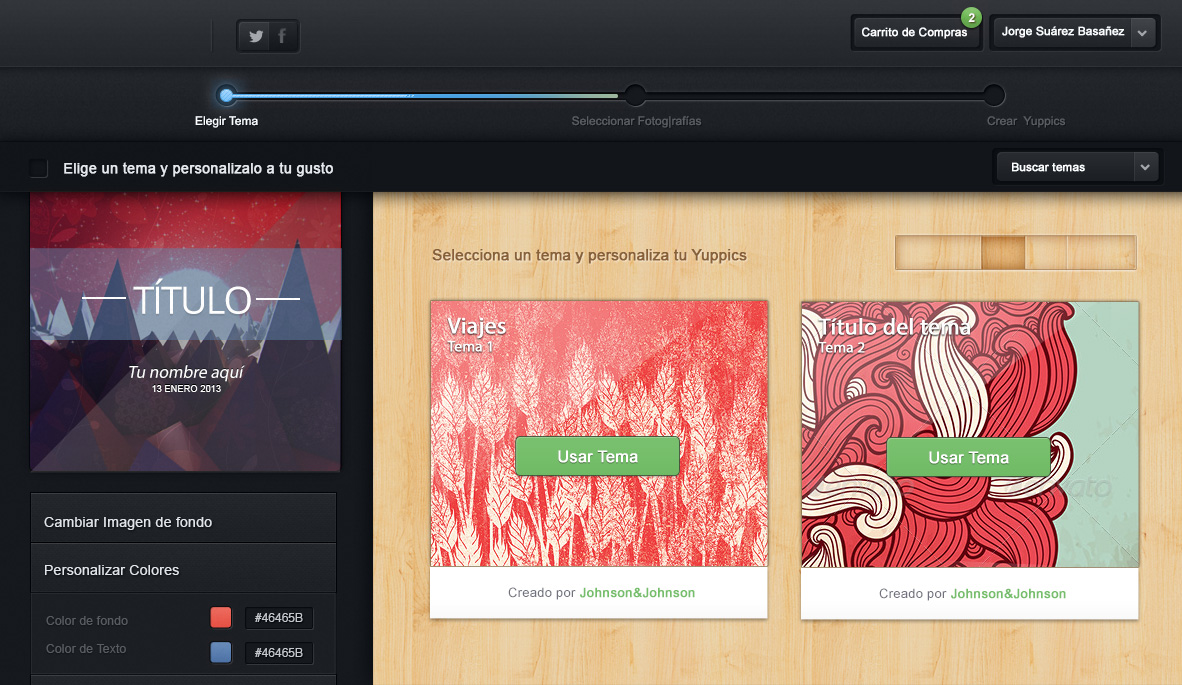 2
Carrito de Compras
Jorge Suárez Basañez
Elegir Tema
Seleccionar Fotog|rafías
Crear Yuppics
Elige un tema y personalizalo a tu gusto
Buscar temas
TÍTULO
Tu nombre aquí
13 ENERO 2013
Cambiar Imagen de fondo
Personalizar Colores
Color de fondo
#46465B
Color de Texto
#46465B
Selecciona un tema y personaliza tu Yuppics
Viajes
Tema 1
Usar Tema
Creado por Johnson&Johnson
Título del tema
Tema 2
Usar Tema
Creado por Johnson&Johnson